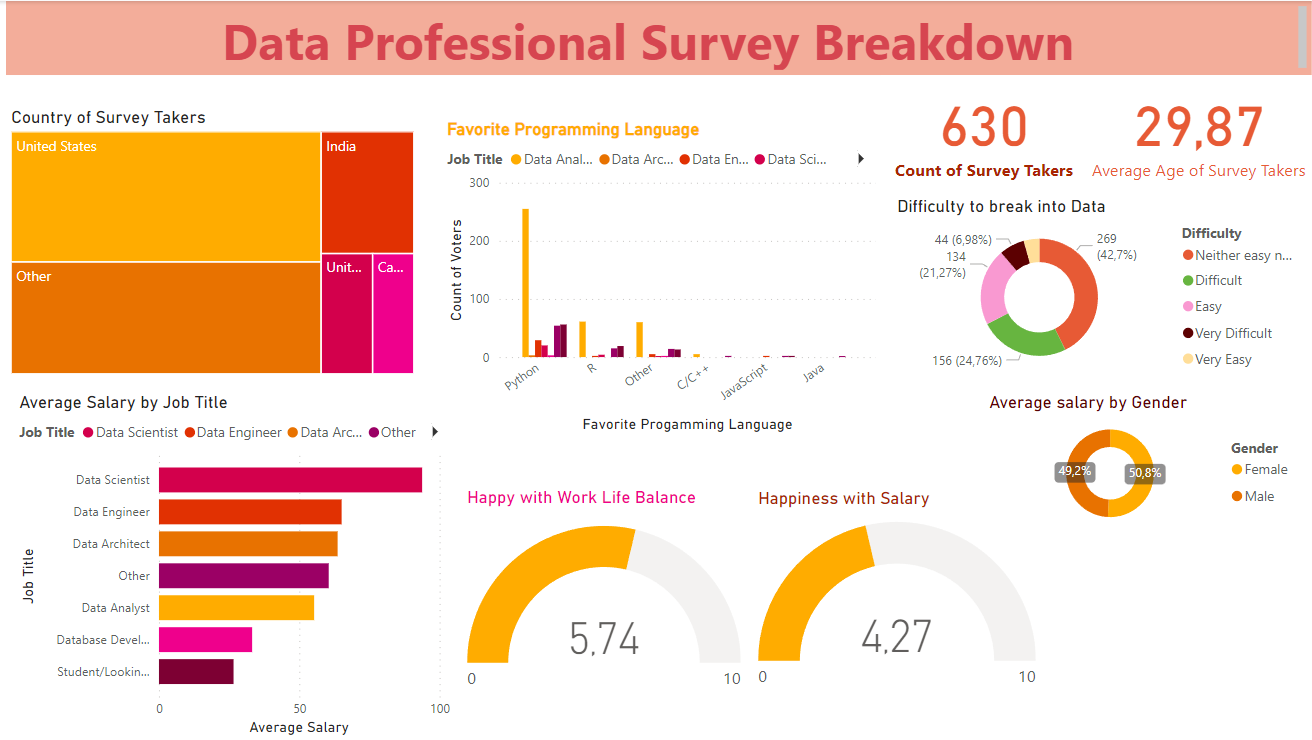 Data Professional Survey Breakdown
Country of Survey Takers
United States
India
Other
Unit...
Ca...
Favorite Programming Language
Job Title Data Anal... Data Arc... Data En... Data Sci...
Count of Voters
300
200
100
0
Python
R
Other
C/C++
JavaScript
Java
Favorite Progamming Language
630
Count of Survey Takers
29,87
Average Age of Survey Takers
Difficulty to break into Data
44 (6,98%)
134
(21,27%)
269
(42,7%)
156 (24,76%)
Difficulty
Neither easy n...
Difficult
Easy
Very Difficult
Very Easy
Average Salary by Job Title
Job Title Data Scientist Data Engineer Data Arc... Other
Job Title
Data Scientist
Data Engineer
Data Architect
Other
Data Analyst
Database Devel...
Student/Lookin...
0 50 100
Average Salary
Happy with Work Life Balance
5,74
0 10
Happiness with Salary
4,27
0 10
Average salary by Gender
49,2%
50,8%
Gender
Female
Male